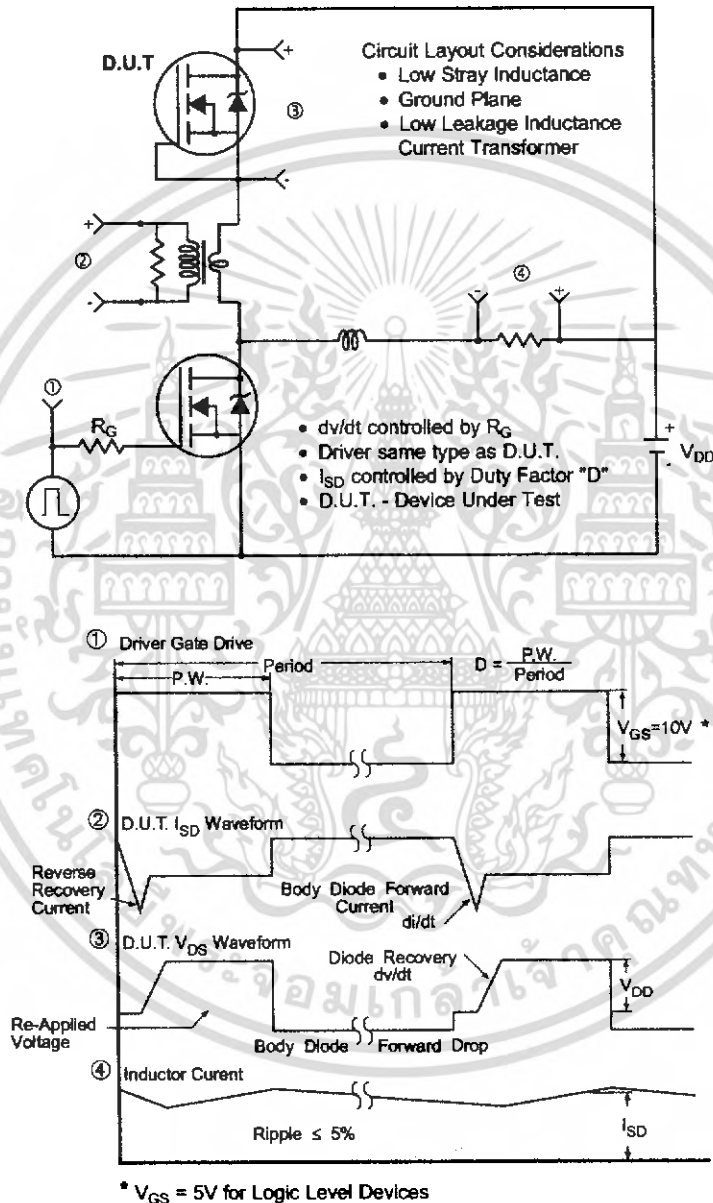 D.U.T
+
③
-
Circuit Layout Considerations
• Low Stray Inductance
• Ground Plane
• Low Leakage Inductance
Current Transformer
+
②
-
④
- +
①
R_G
• dv/dt controlled by R_G
• Driver same type as D.U.T.
• I_SD controlled by Duty Factor "D"
• D.U.T. - Device Under Test
+
V_DD
-
① Driver Gate Drive
Period
P.W.
D = P.W. / Period
V_GS=10V *
② D.U.T. I_SD Waveform
Reverse
Recovery
Current
Body Diode Forward
Current
di/dt
③ D.U.T. V_DS Waveform
Diode Recovery
dv/dt
V_DD
Re-Applied
Voltage
Body Diode Forward Drop
④ Inductor Curent
Ripple ≤ 5%
I_SD
* V_GS = 5V for Logic Level Devices